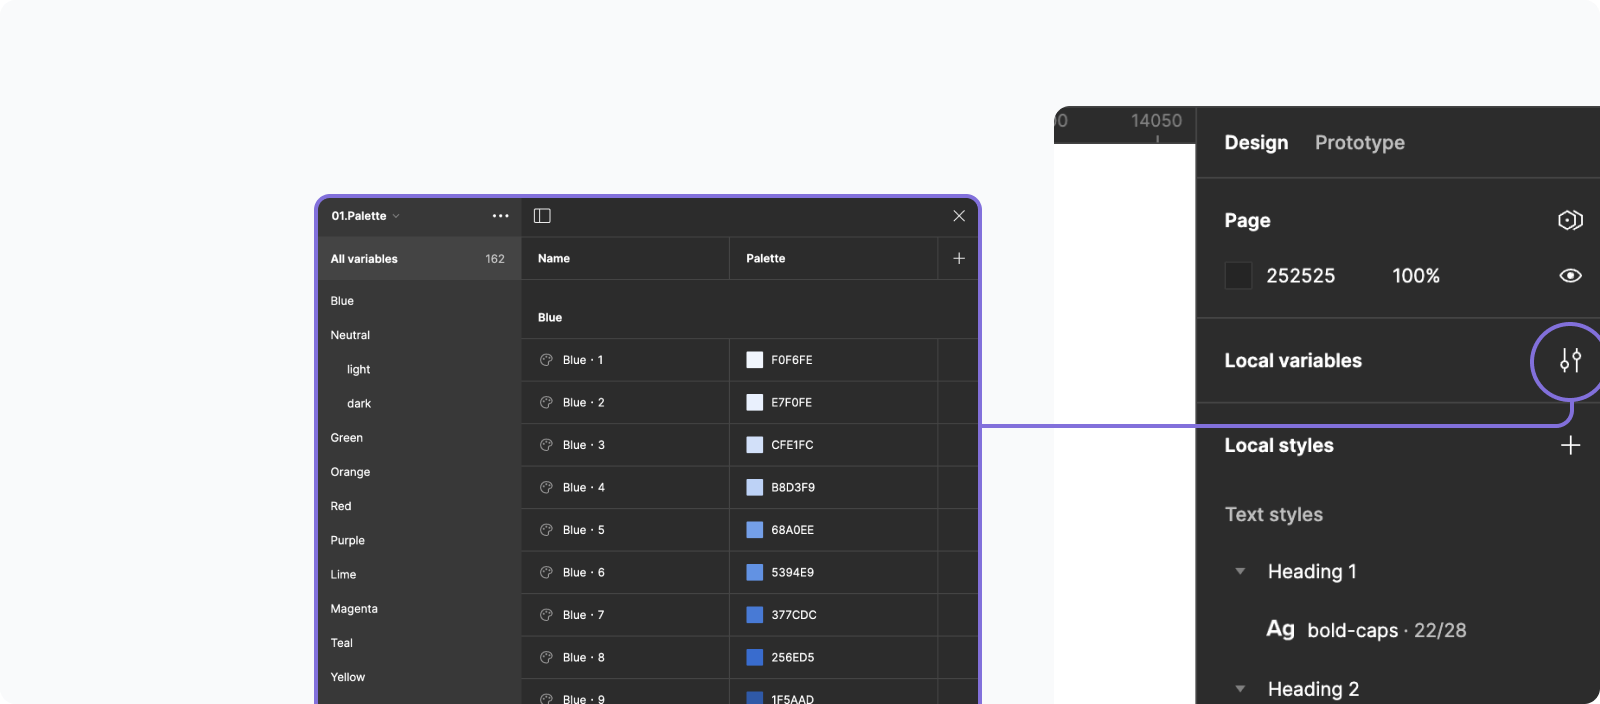 01.Palette
All variables 162
Blue
Neutral
light
dark
Green
Orange
Red
Purple
Lime
Magenta
Teal
Yellow
Name Palette
Blue
Blue · 1 F0F6FE
Blue · 2 E7F0FE
Blue · 3 CFE1FC
Blue · 4 B8D3F9
Blue · 5 68A0EE
Blue · 6 5394E9
Blue · 7 377CDC
Blue · 8 256ED5
Blue · 9 1F5AAD
14050
Design Prototype
Page
252525 100%
Local variables
Local styles
Text styles
Heading 1
Ag bold-caps · 22/28
Heading 2